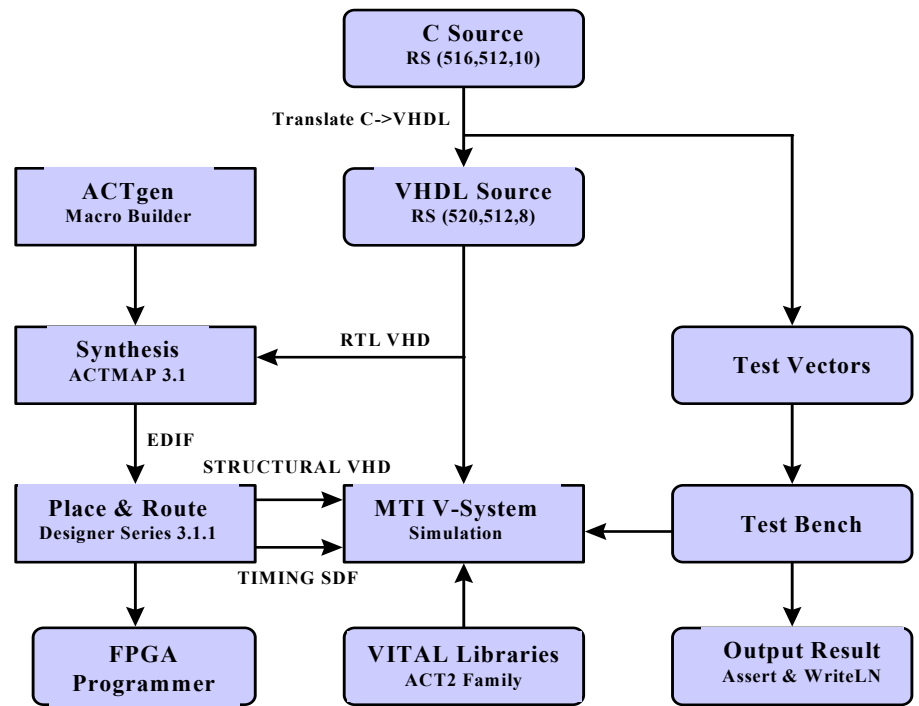 C Source
RS (516,512,10)
Translate C->VHDL
ACTgen
Macro Builder
VHDL Source
RS (520,512,8)
RTL VHD
Synthesis
ACTMAP 3.1
Test Vectors
EDIF
STRUCTURAL VHD
Place & Route
Designer Series 3.1.1
MTI V-System
Simulation
Test Bench
TIMING SDF
FPGA
Programmer
VITAL Libraries
ACT2 Family
Output Result
Assert & WriteLN